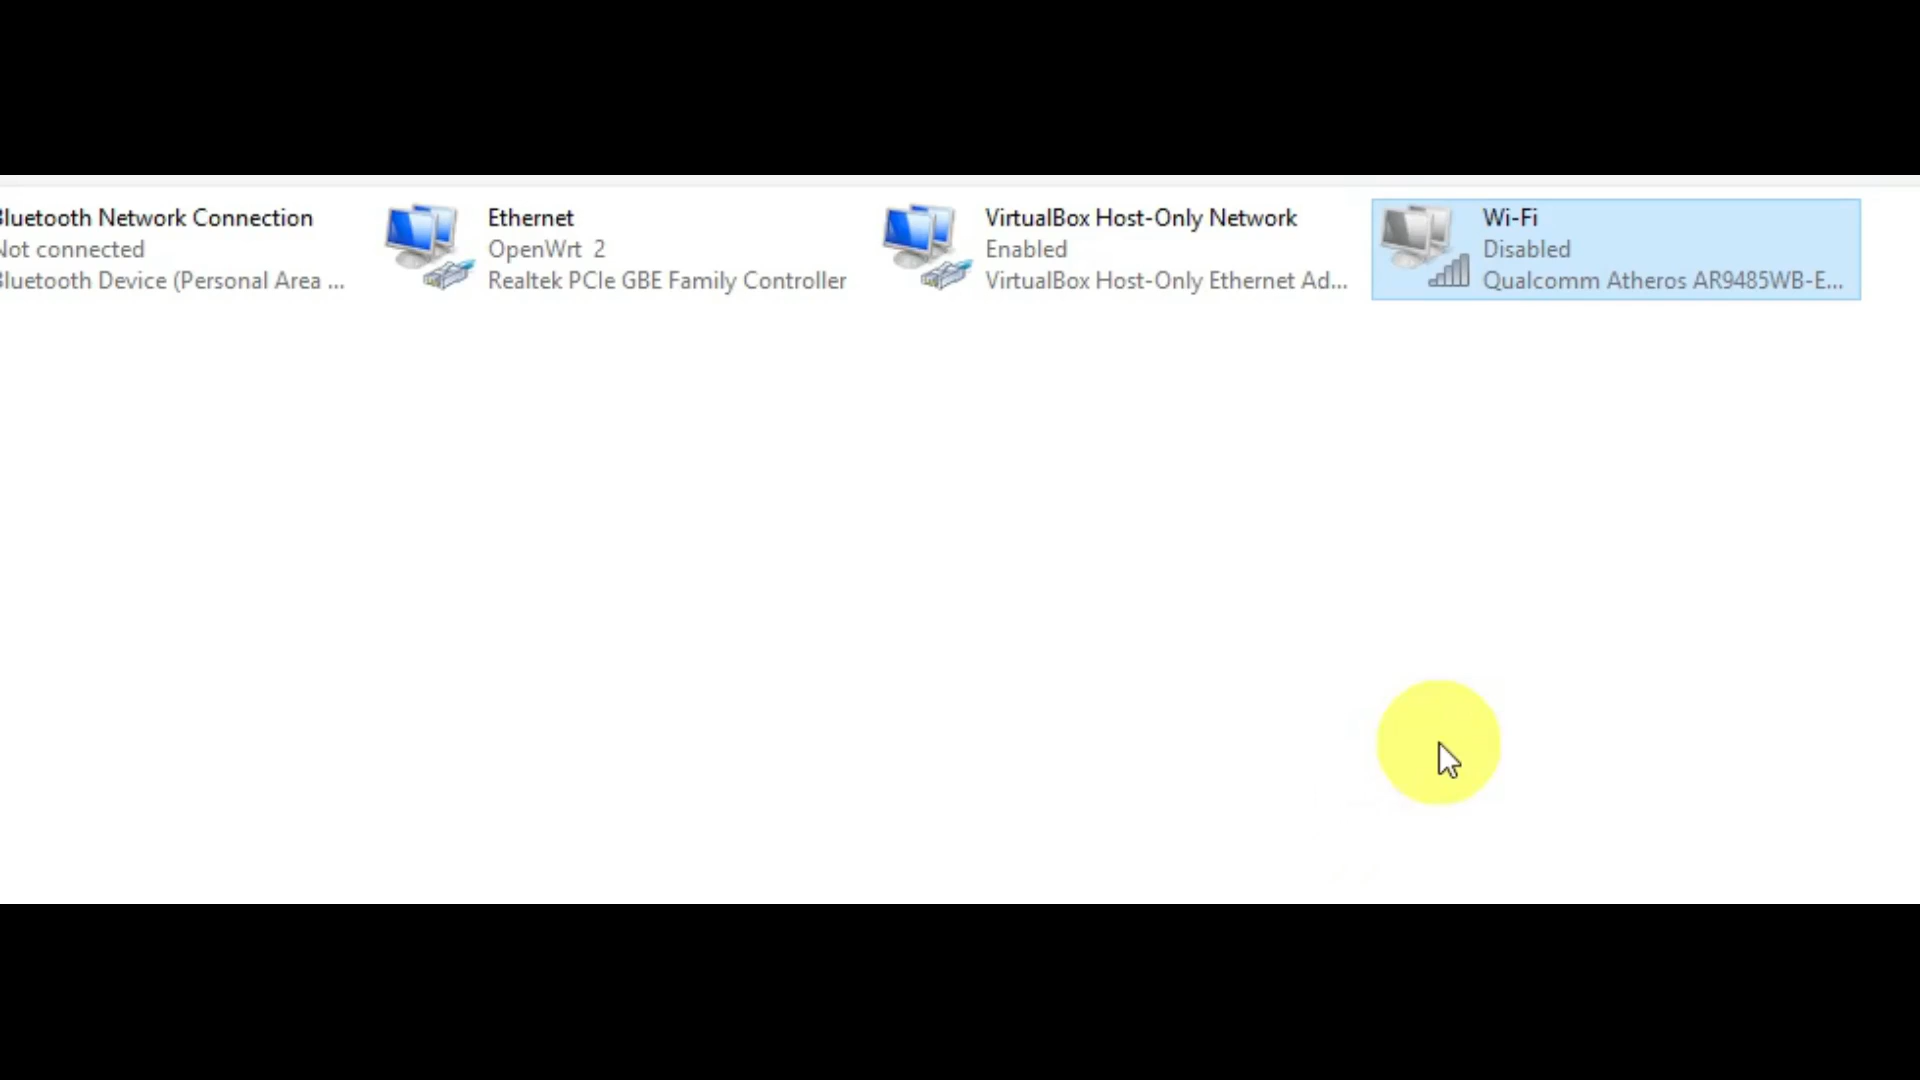 luetooth Network Connection
Not connected
luetooth Device (Personal Area ...
Ethernet
OpenWrt 2
Realtek PCIe GBE Family Controller
VirtualBox Host-Only Network
Enabled
VirtualBox Host-Only Ethernet Ad...
Wi-Fi
Disabled
Qualcomm Atheros AR9485WB-E...